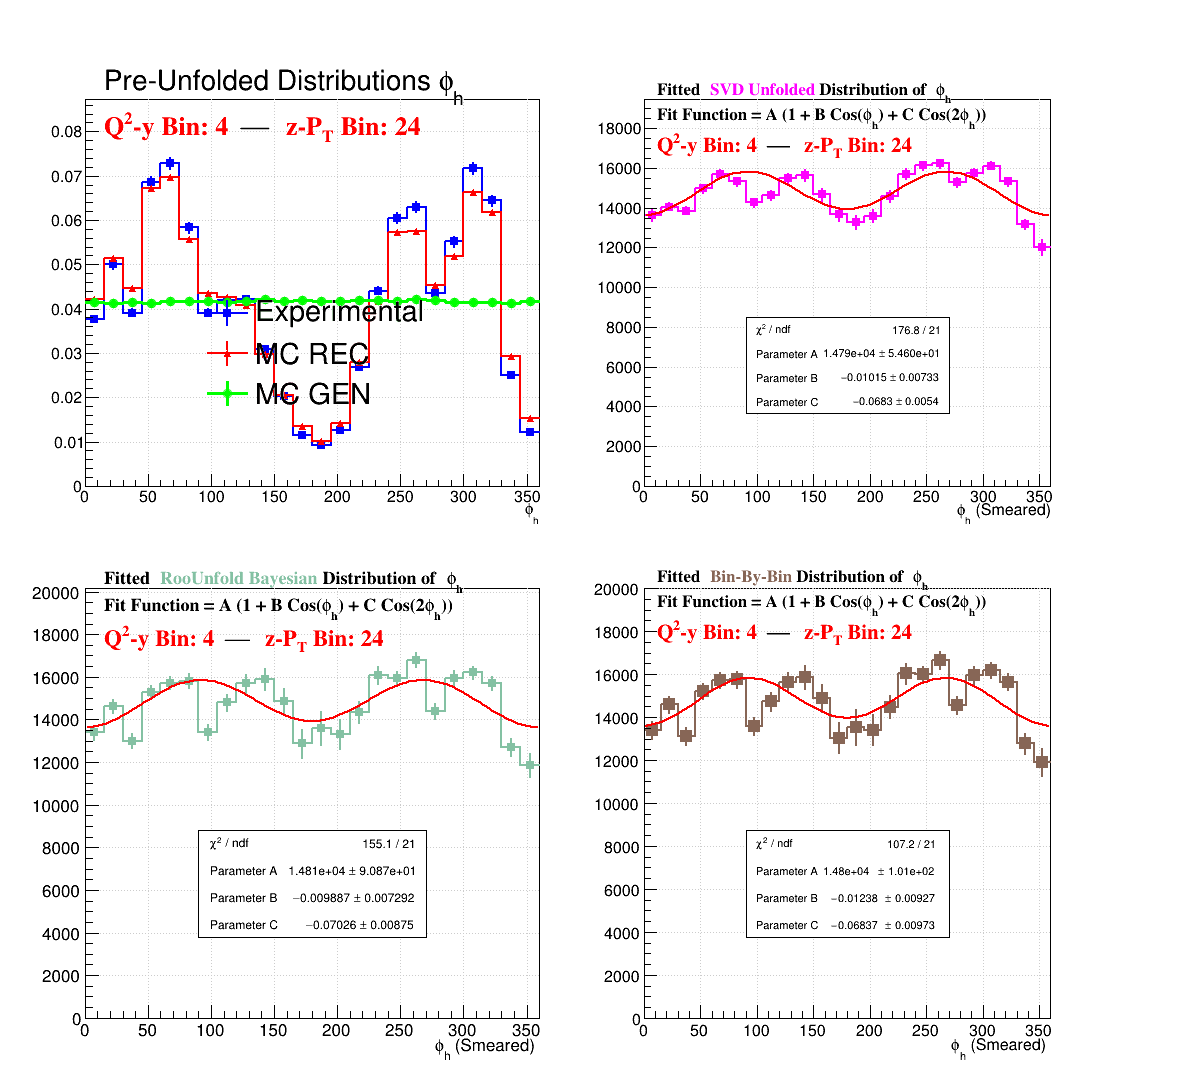 Pre-Unfolded Distributions ϕh
Q2-y Bin: 4 — z-PT Bin: 24
0.08
0.07
0.06
0.05
0.04
0.03
0.02
0.01
0
Experimental
MC REC
MC GEN
0 50 100 150 200 250 300 350
ϕh
Fitted SVD Unfolded Distribution of ϕh
Fit Function = A (1 + B Cos(ϕh) + C Cos(2ϕh))
Q2-y Bin: 4 — z-PT Bin: 24
18000
16000
14000
12000
10000
8000
6000
4000
2000
0
χ2 / ndf 176.8 / 21
Parameter A 1.479e+04 ± 5.460e+01
Parameter B −0.01015 ± 0.00733
Parameter C −0.0683 ± 0.0054
0 50 100 150 200 250 300 350
ϕh (Smeared)
Fitted RooUnfold Bayesian Distribution of ϕh
Fit Function = A (1 + B Cos(ϕh) + C Cos(2ϕh))
Q2-y Bin: 4 — z-PT Bin: 24
20000
18000
16000
14000
12000
10000
8000
6000
4000
2000
0
χ2 / ndf 155.1 / 21
Parameter A 1.481e+04 ± 9.087e+01
Parameter B −0.009887 ± 0.007292
Parameter C −0.07026 ± 0.00875
0 50 100 150 200 250 300 350
ϕh (Smeared)
Fitted Bin-By-Bin Distribution of ϕh
Fit Function = A (1 + B Cos(ϕh) + C Cos(2ϕh))
Q2-y Bin: 4 — z-PT Bin: 24
20000
18000
16000
14000
12000
10000
8000
6000
4000
2000
0
χ2 / ndf 107.2 / 21
Parameter A 1.48e+04 ± 1.01e+02
Parameter B −0.01238 ± 0.00927
Parameter C −0.06837 ± 0.00973
0 50 100 150 200 250 300 350
ϕh (Smeared)